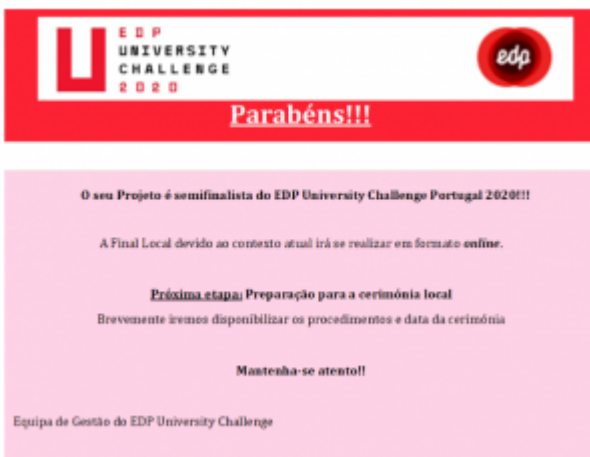 EDP
UNIVERSITY
CHALLENGE
2020
edp
Parabéns!!!
O seu Projeto é semifinalista do EDP University Challenge Portugal 2020!!!
A Final Local devido ao contexto atual irá se realizar em formato online.
Próxima etapa: Preparação para a cerimónia local
Brevemente iremos disponibilizar os procedimentos e data da cerimónia
Mantenha-se atento!!
Equipa de Gestão do EDP University Challenge